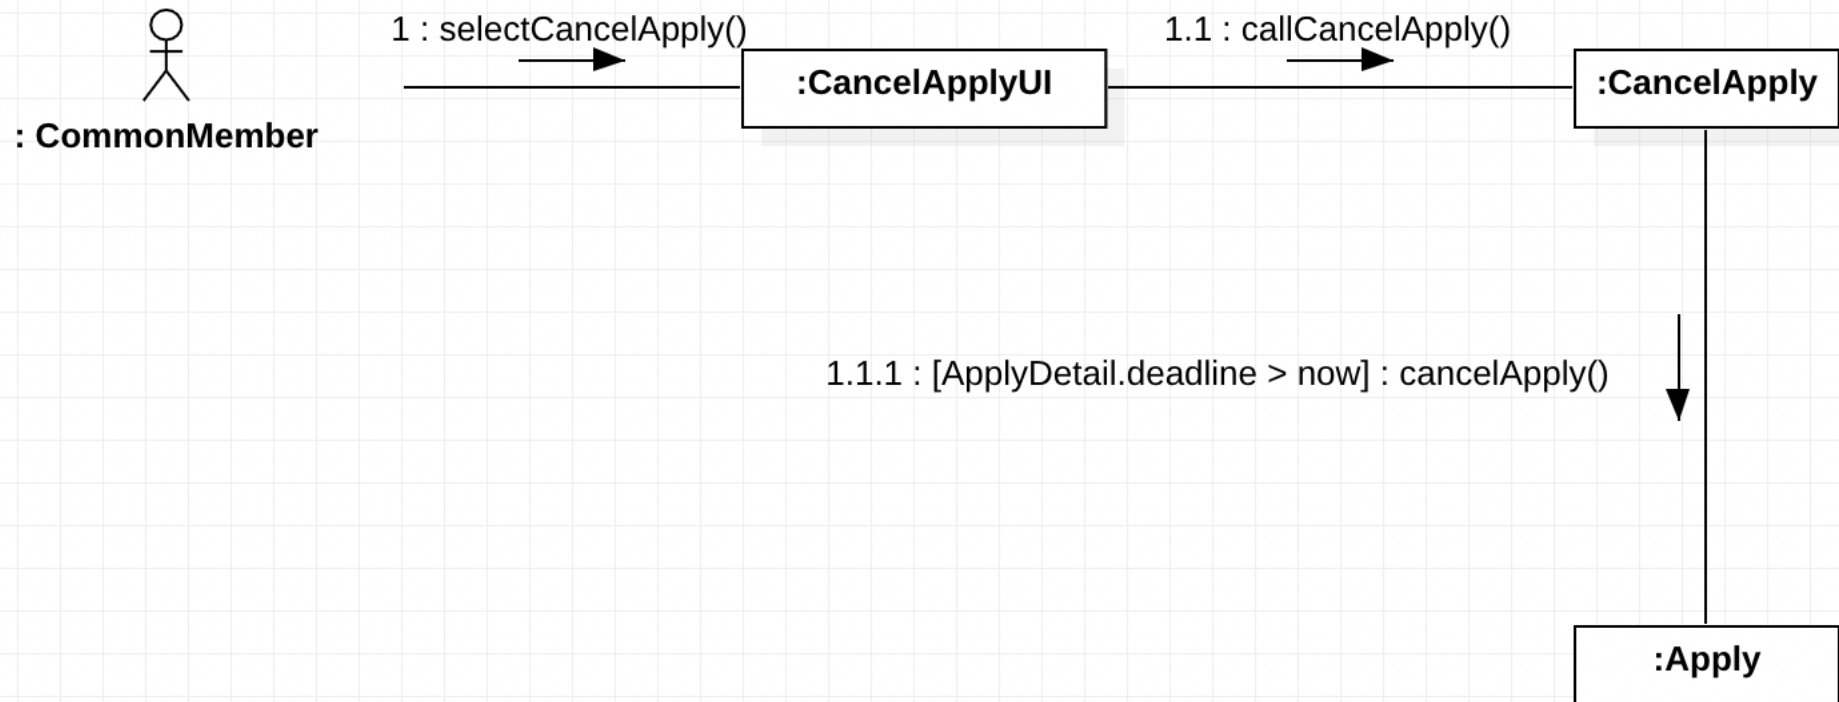 1 : selectCancelApply()
1.1 : callCancelApply()
:CancelApplyUI
:CancelApply
: CommonMember
1.1.1 : [ApplyDetail.deadline > now] : cancelApply()
:Apply